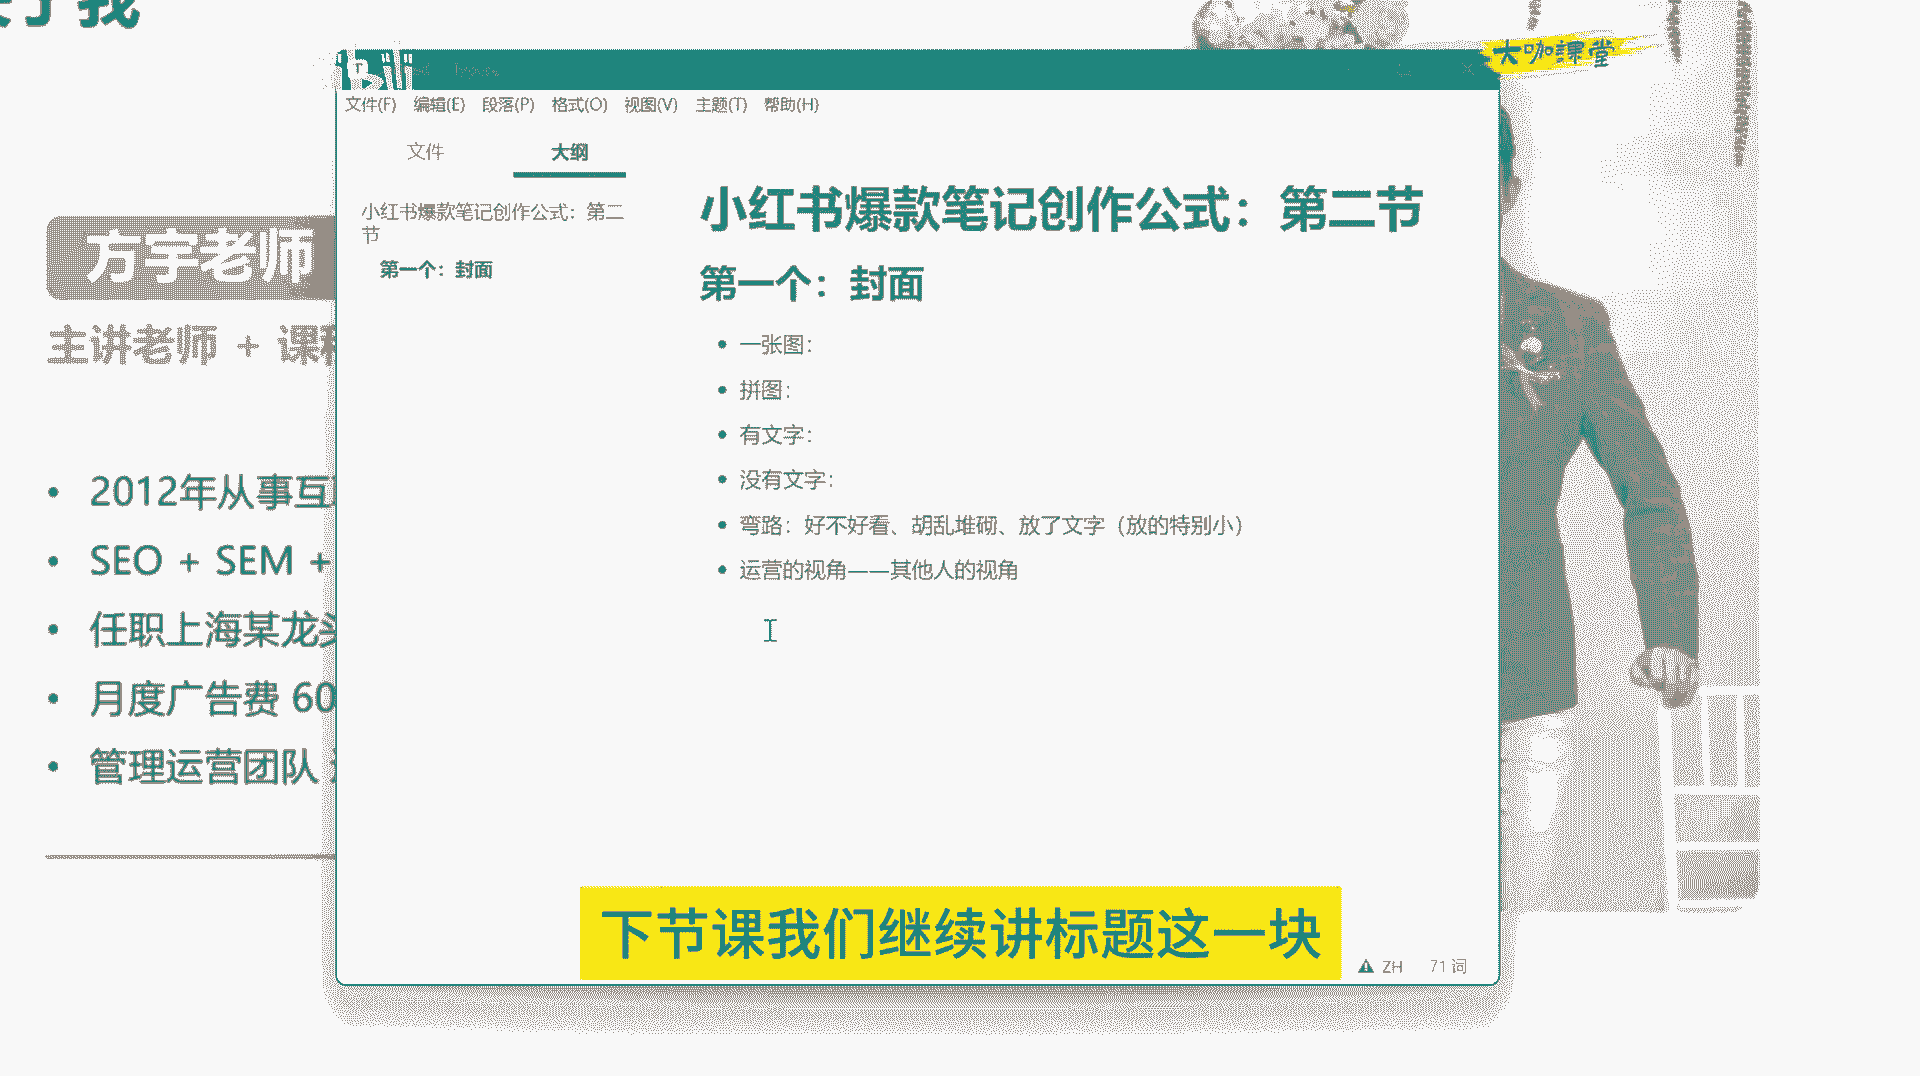 我
大咖課堂
文件(F) 编辑(E) 段落(P) 格式(O) 视图(V) 主题(T) 帮助(H)
文件 大纲
小红书爆款笔记创作公式：第二
节
第一个：封面
小红书爆款笔记创作公式：第二节
第一个：封面
一张图：
拼图：
有文字：
没有文字：
弯路：好不好看、胡乱堆砌、放了文字（放的特别小）
运营的视角——其他人的视角
方宇老师
主讲老师 + 课程
2012年从事互
SEO + SEM +
任职上海某龙头
月度广告费 60
管理运营团队
下节课我们继续讲标题这一块
ZH 71 词